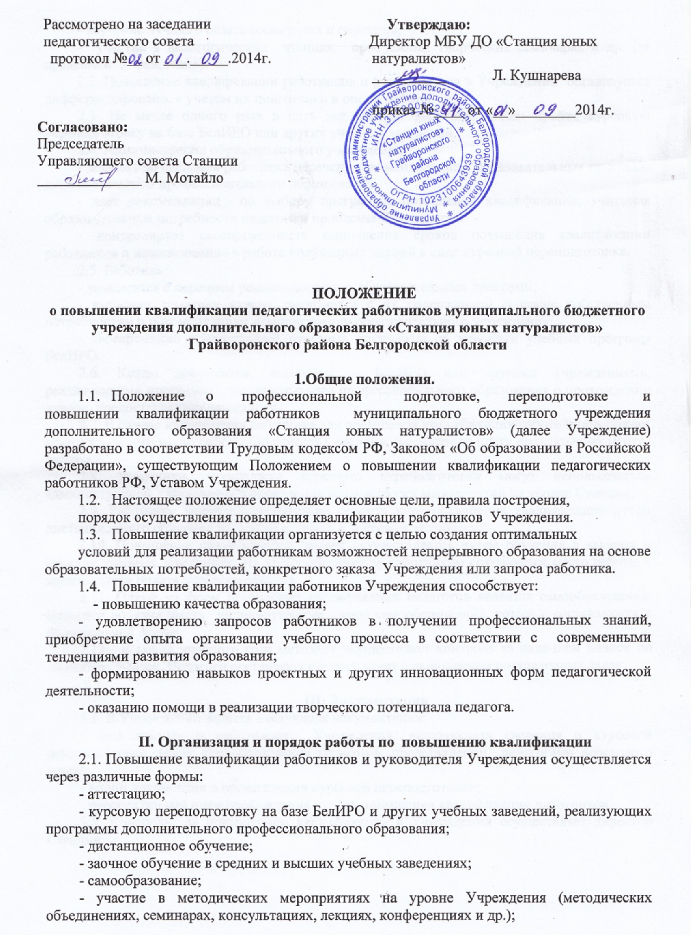 Рассмотрено на заседании
педагогического совета
протокол №02 от 01 . 09 .2014г.
Утверждаю:
Директор МБУ ДО «Станция юных
натуралистов»
Л. Кушнарева
приказ № 41 от «01» 09 2014г.
Согласовано:
Председатель
Управляющего совета Станции
М. Мотайло
«Станция юных
натуралистов»
Грайворонского
района
Белгородской
области
ПОЛОЖЕНИЕ
о повышении квалификации педагогических работников муниципального бюджетного
учреждения дополнительного образования «Станция юных натуралистов»
Грайворонского района Белгородской области
1.Общие положения.
1.1. Положение о профессиональной подготовке, переподготовке и
повышении квалификации работников муниципального бюджетного учреждения
дополнительного образования «Станция юных натуралистов» (далее Учреждение)
разработано в соответствии Трудовым кодексом РФ, Законом «Об образовании в Российской
Федерации», существующим Положением о повышении квалификации педагогических
работников РФ, Уставом Учреждения.
1.2. Настоящее положение определяет основные цели, правила построения,
порядок осуществления повышения квалификации работников Учреждения.
1.3. Повышение квалификации организуется с целью создания оптимальных
условий для реализации работникам возможностей непрерывного образования на основе
образовательных потребностей, конкретного заказа Учреждения или запроса работника.
1.4. Повышение квалификации работников Учреждения способствует:
- повышению качества образования;
- удовлетворению запросов работников в получении профессиональных знаний,
приобретение опыта организации учебного процесса в соответствии с современными
тенденциями развития образования;
- формированию навыков проектных и других инновационных форм педагогической
деятельности;
- оказанию помощи в реализации творческого потенциала педагога.
II. Организация и порядок работы по повышению квалификации
2.1. Повышение квалификации работников и руководителя Учреждения осуществляется
через различные формы:
- аттестацию;
- курсовую переподготовку на базе БелИРО и других учебных заведений, реализующих
программы дополнительного профессионального образования;
- дистанционное обучение;
- заочное обучение в средних и высших учебных заведениях;
- самообразование;
- участие в методических мероприятиях на уровне Учреждения (методических
объединениях, семинарах, консультациях, лекциях, конференциях и др.);